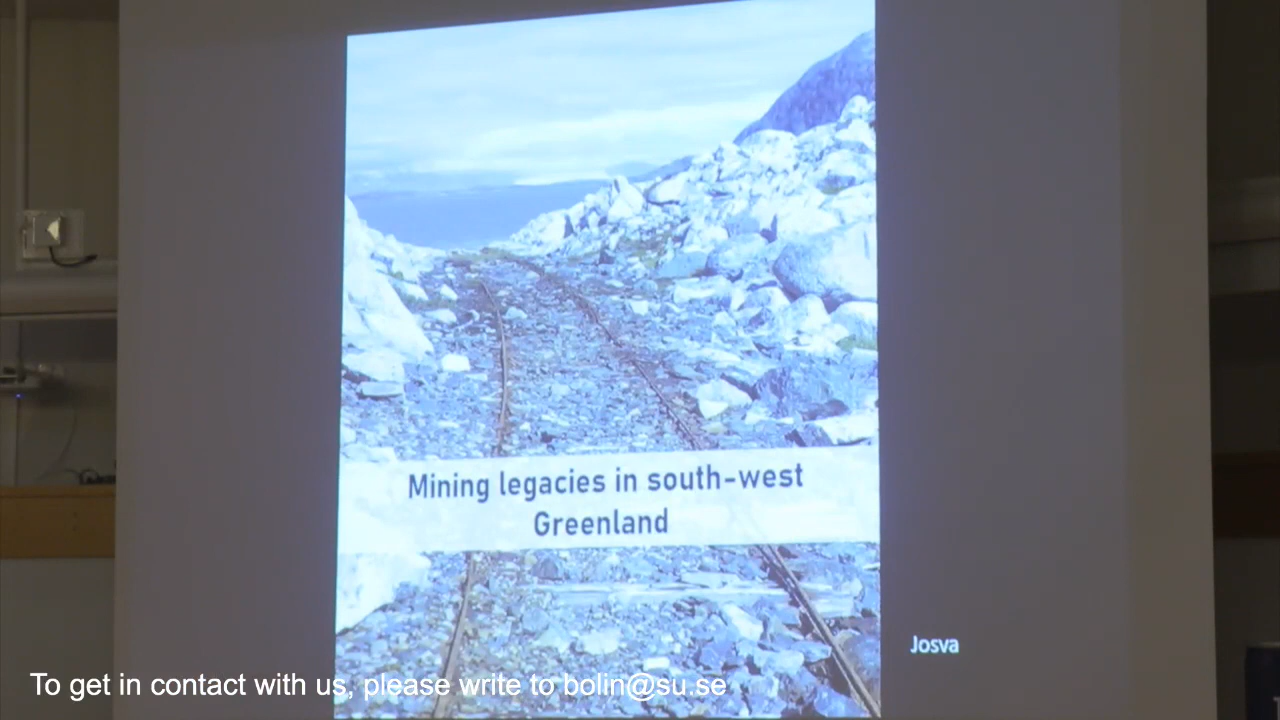 Mining legacies in south-west
Greenland
Josva
To get in contact with us, please write to bolin@su.se